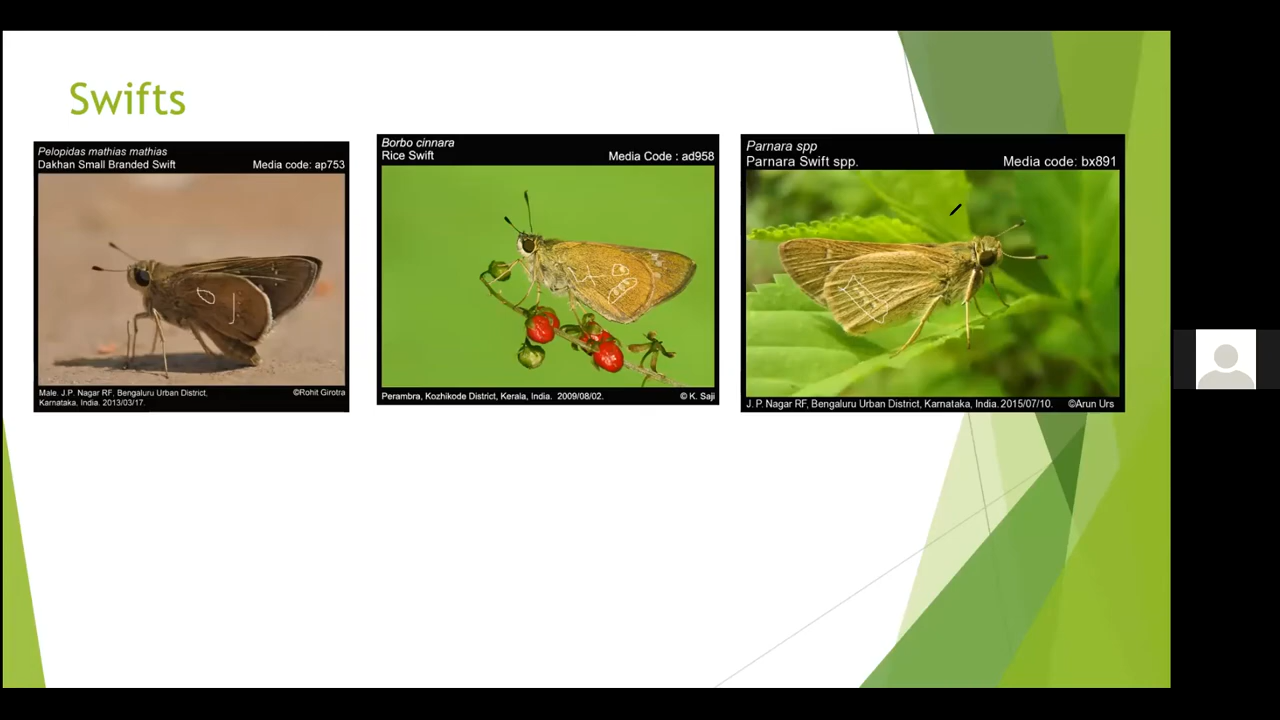 Swifts
Pelopidas mathias mathias
Dakhan Small Branded Swift
Media code: ap753
Male. J.P. Nagar RF, Bengaluru Urban District,
Karnataka, India. 2013/03/17.
©Rohit Girotra
Borbo cinnara
Rice Swift
Media Code : ad958
Perambra, Kozhikode District, Kerala, India. 2009/08/02.
© K. Saji
Parnara spp
Parnara Swift spp.
Media code: bx891
J. P. Nagar RF, Bengaluru Urban District, Karnataka, India. 2015/07/10.
©Arun Urs